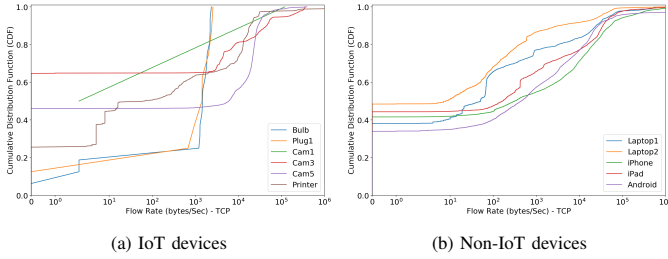 Cumulative Distribution Function (CDF)
1.0
0.8
0.6
0.4
0.2
0.0
Bulb
Plug1
Cam1
Cam3
Cam5
Printer
10^0 10^1 10^2 10^3 10^4 10^5 10^6
Flow Rate (bytes/Sec) - TCP
(a) IoT devices
Cumulative Distribution Function (CDF)
1.0
0.8
0.6
0.4
0.2
0.0
Laptop1
Laptop2
iPhone
iPad
Android
10^0 10^1 10^2 10^3 10^4 10^5 10^6
Flow Rate (bytes/Sec) - TCP
(b) Non-IoT devices